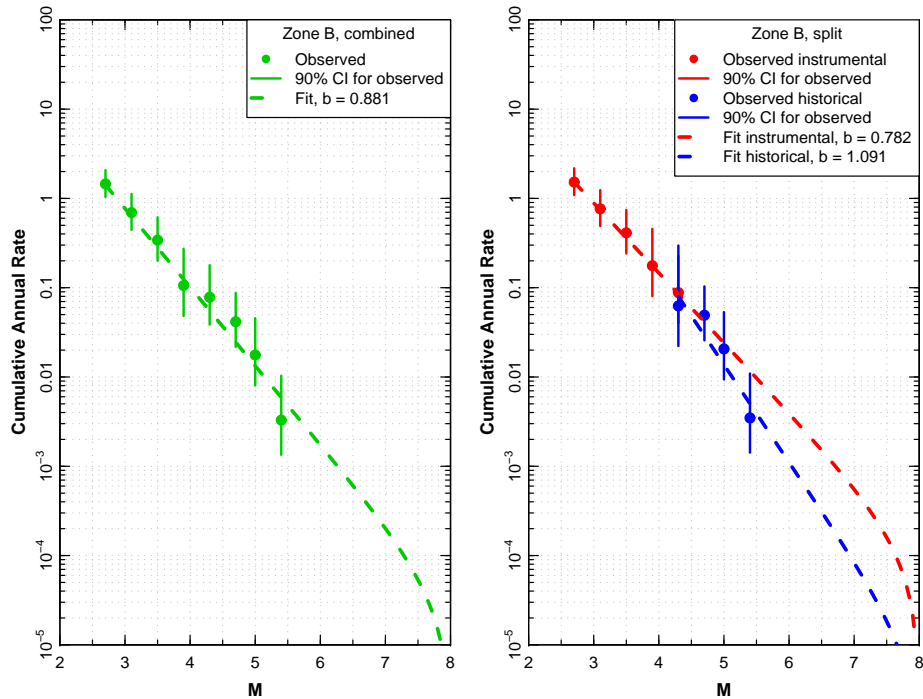 Zone B, combined
Observed
90% CI for observed
Fit, b = 0.881
Cumulative Annual Rate
100
10
1
0.1
0.01
10⁻³
10⁻⁴
10⁻⁵
2 3 4 5 6 7 8
M
Zone B, split
Observed instrumental
90% CI for observed
Observed historical
90% CI for observed
Fit instrumental, b = 0.782
Fit historical, b = 1.091
Cumulative Annual Rate
100
10
1
0.1
0.01
10⁻³
10⁻⁴
10⁻⁵
2 3 4 5 6 7 8
M